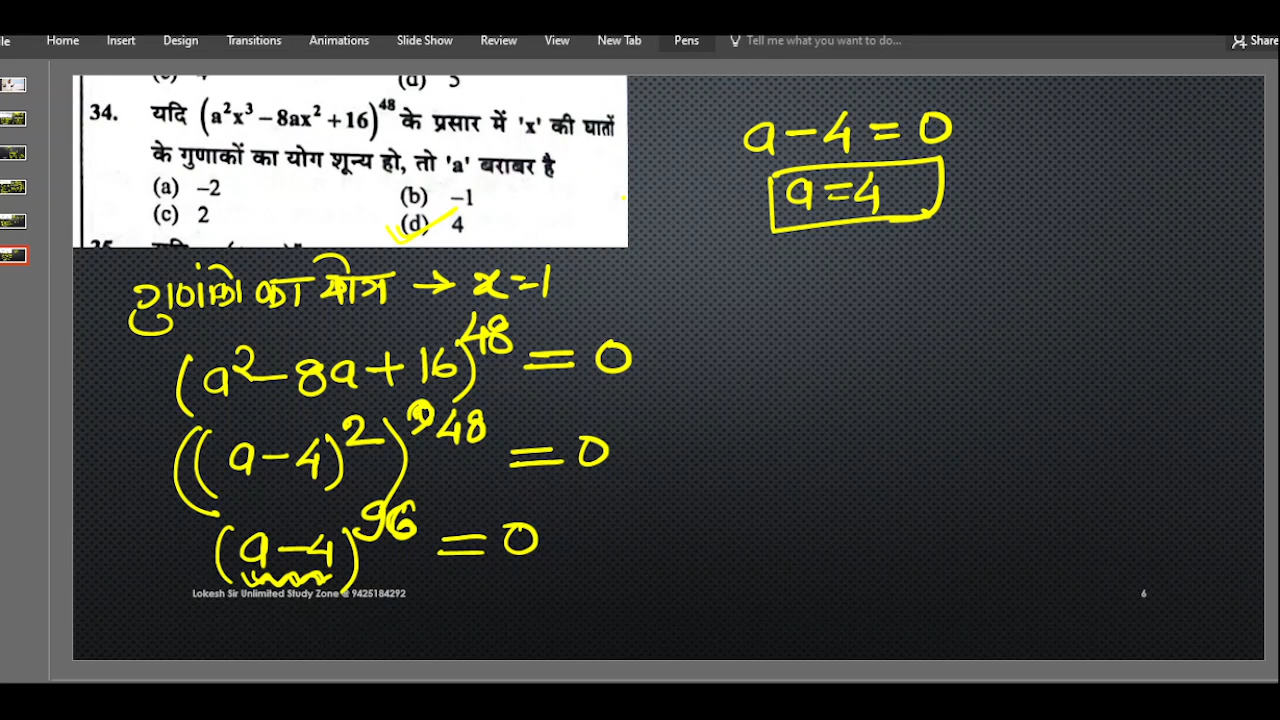 Home Insert Design Transitions Animations Slide Show Review View New Tab Pens Tell me what you want to do... Share
34. यदि (a²x³ – 8ax² + 16)⁴⁸ के प्रसार में 'x' की घातों
के गुणाकों का योग शून्य हो, तो 'a' बराबर है
(a) –2
(b) –1
(c) 2
(d) 4
गुणांको का योग → x = 1
(a² – 8a + 16)⁴⁸ = 0
((a – 4)²)⁴⁸ = 0
(a – 4)⁹⁶ = 0
a – 4 = 0
a = 4
Lokesh Sir Unlimited Study Zone @ 9425184292
6